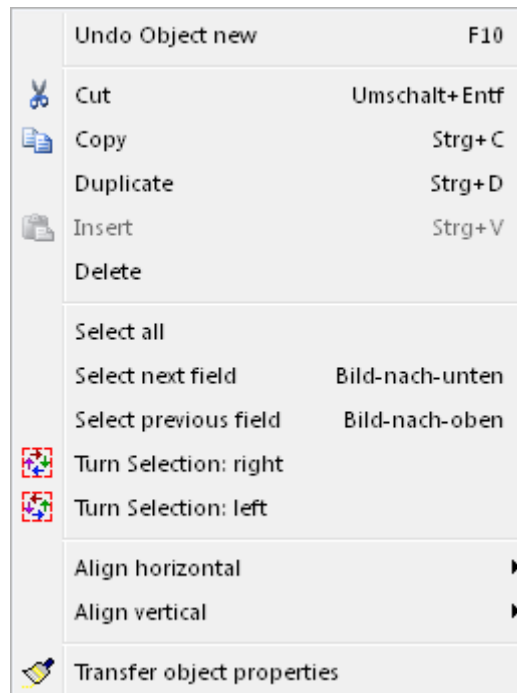 Undo Object new F10
Cut Umschalt+Entf
Copy Strg+C
Duplicate Strg+D
Insert Strg+V
Delete
Select all
Select next field Bild-nach-unten
Select previous field Bild-nach-oben
Turn Selection: right
Turn Selection: left
Align horizontal
Align vertical
Transfer object properties